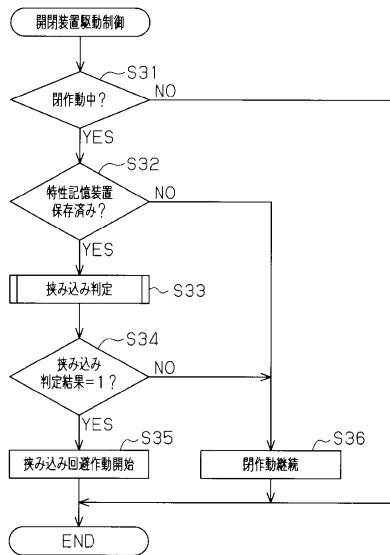 開閉装置駆動制御
S31
閉作動中?
NO
YES
S32
特性記憶装置
保存済み?
NO
YES
挟み込み判定
S33
S34
挟み込み
判定結果=1?
NO
YES
S35
挟み込み回避作動開始
S36
閉作動継続
END